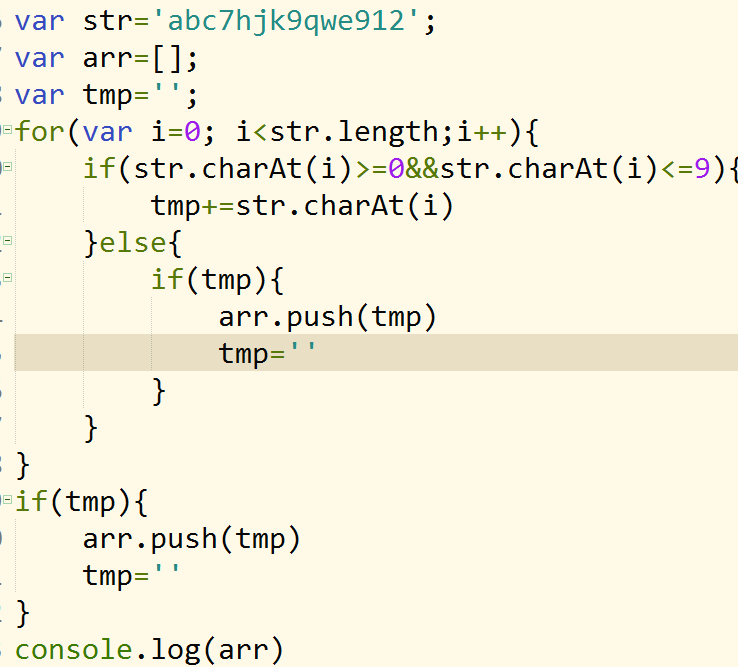 var str='abc7hjk9qwe912';
var arr=[];
var tmp='';
for(var i=0; i<str.length;i++){
    if(str.charAt(i)>=0&&str.charAt(i)<=9){
        tmp+=str.charAt(i)
    }else{
        if(tmp){
            arr.push(tmp)
            tmp=''
        }
    }
}
if(tmp){
    arr.push(tmp)
    tmp=''
}
console.log(arr)